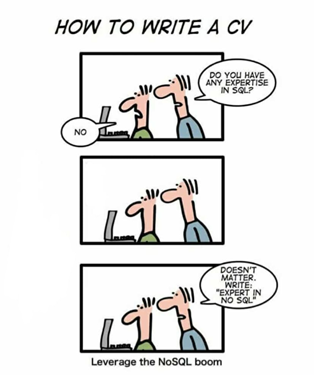 HOW TO WRITE A CV
DO YOU HAVE
ANY EXPERTISE
IN SQL?
NO
DOESN'T
MATTER.
WRITE:
"EXPERT IN
NO SQL"
Leverage the NoSQL boom